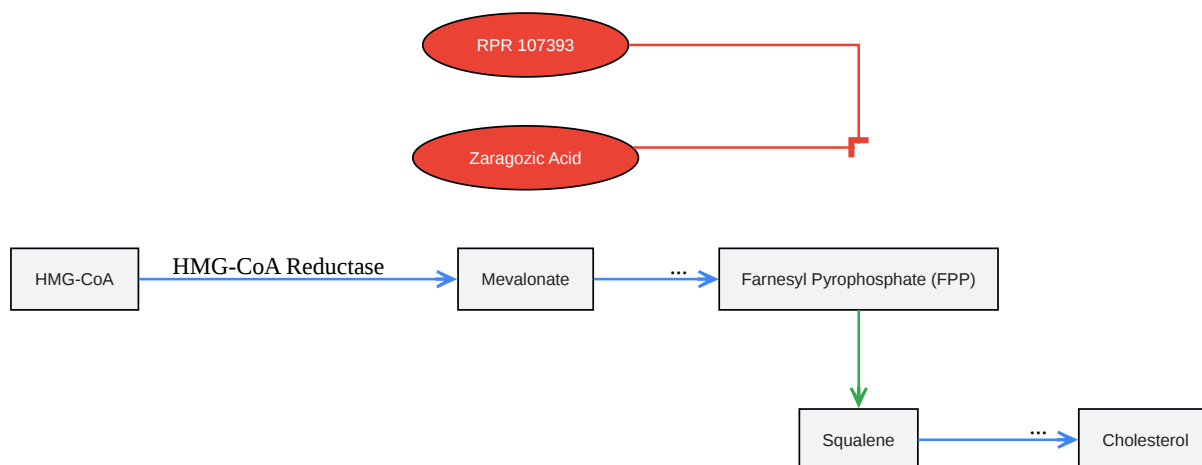 RPR 107393
Zaragozic Acid
HMG-CoA
HMG-CoA Reductase
Mevalonate
...
Farnesyl Pyrophosphate (FPP)
Squalene
...
Cholesterol